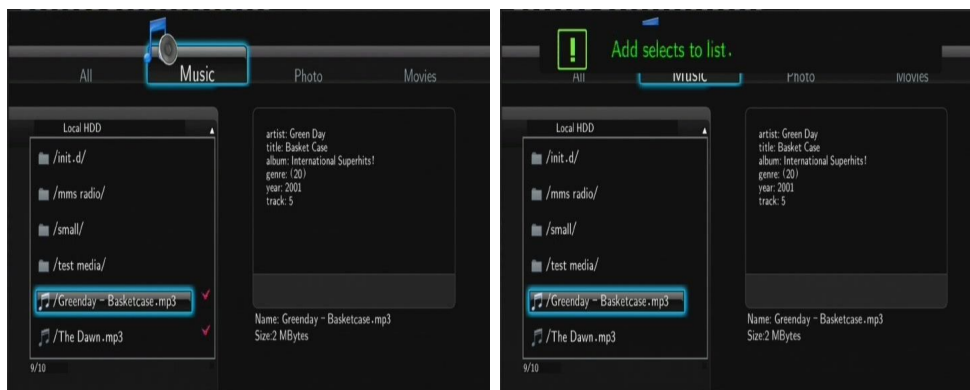 All
Music
Photo
Movies
Local HDD
/init.d/
/mms radio/
/small/
/test media/
/Greenday - Basketcase.mp3
/The Dawn.mp3
9/10
artist: Green Day
title: Basket Case
album: International Superhits!
genre: (20)
year: 2001
track: 5
Name: Greenday - Basketcase.mp3
Size:2 MBytes
! Add selects to list.
All
Music
Photo
Movies
Local HDD
/init.d/
/mms radio/
/small/
/test media/
/Greenday - Basketcase.mp3
/The Dawn.mp3
9/10
artist: Green Day
title: Basket Case
album: International Superhits!
genre: (20)
year: 2001
track: 5
Name: Greenday - Basketcase.mp3
Size:2 MBytes